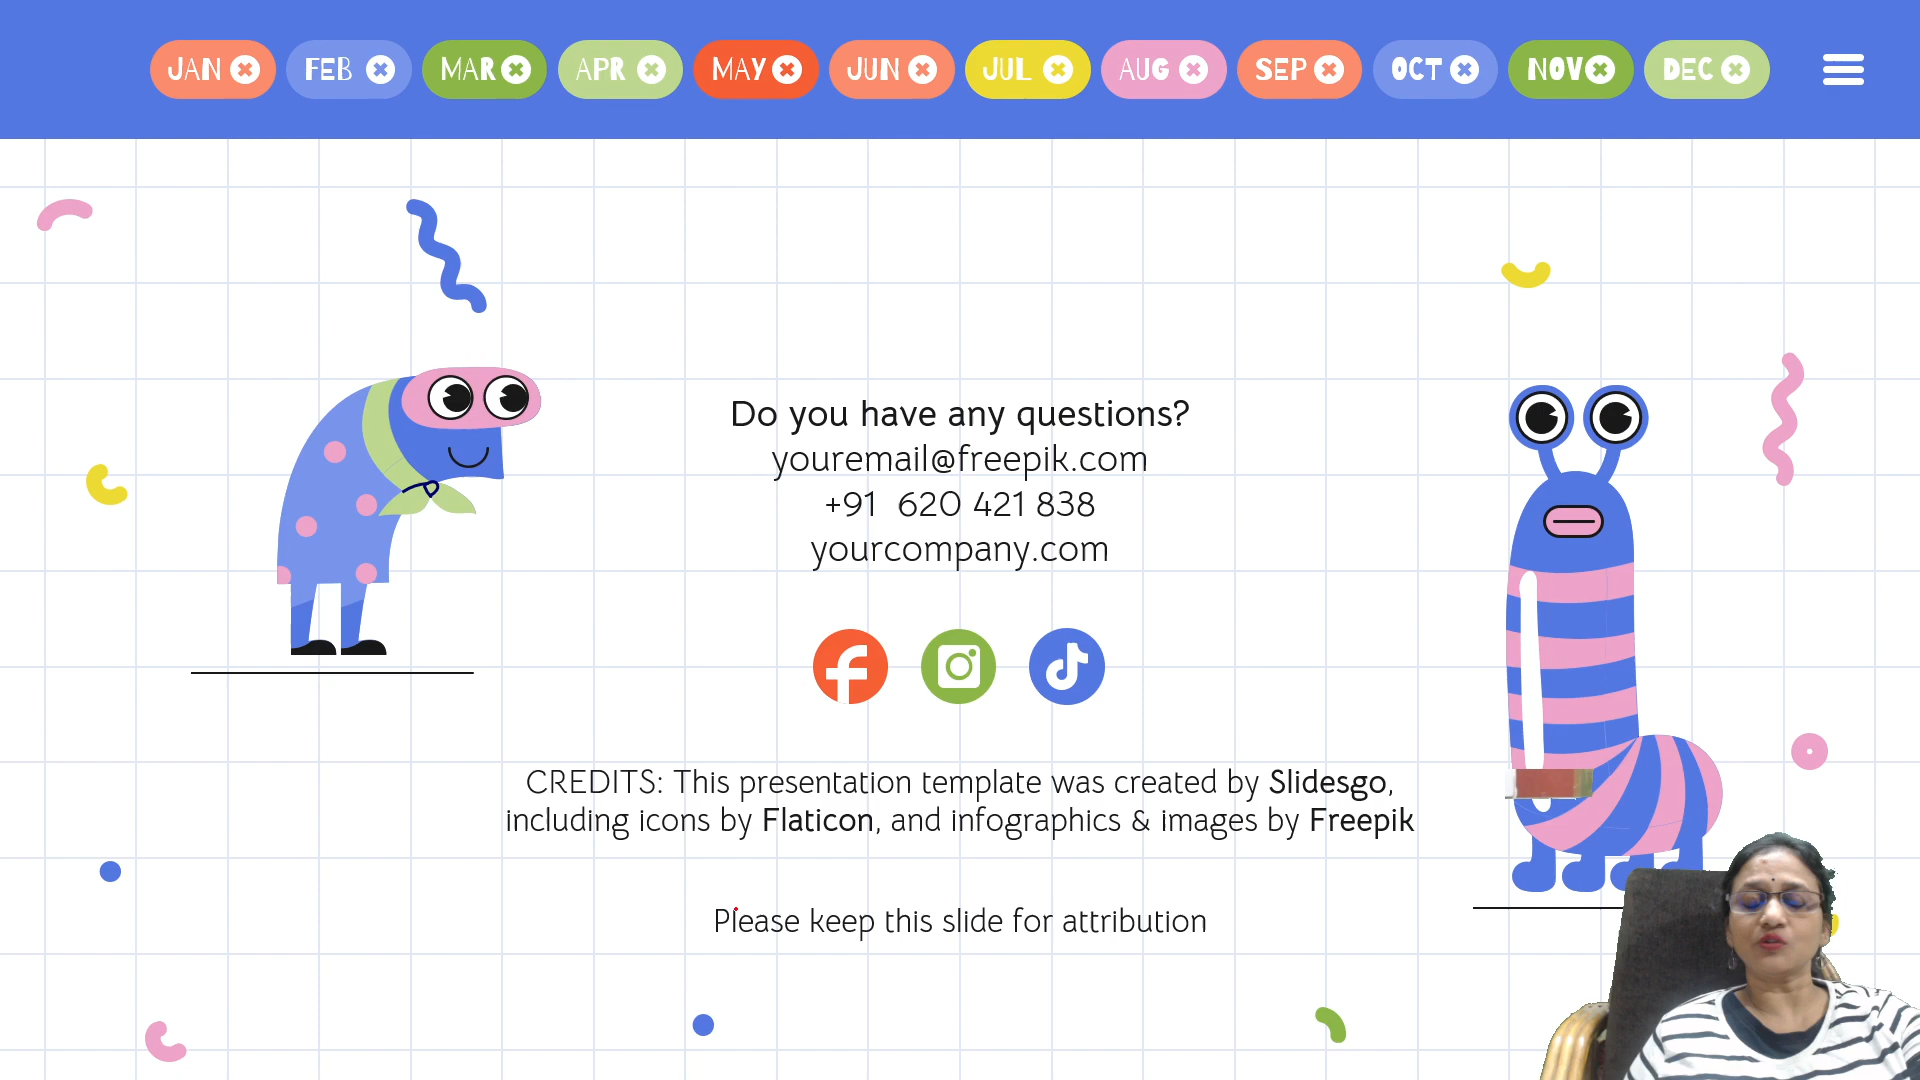 JAN FEB MAR APR MAY JUN JUL AUG SEP OCT NOV DEC
Do you have any questions?
youremail@freepik.com
+91 620 421 838
yourcompany.com
CREDITS: This presentation template was created by Slidesgo,
including icons by Flaticon, and infographics & images by Freepik
Please keep this slide for attribution